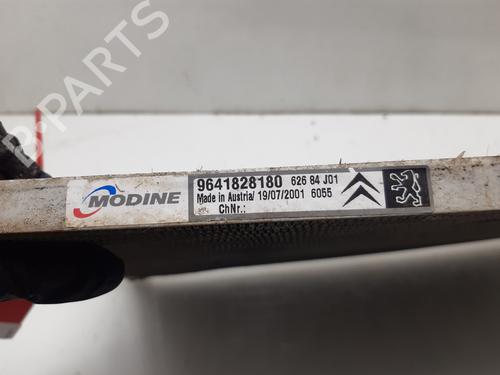 B-PARTS
MODINE
9641828180 626 84 J01
Made in Austria/ 19/07/2001 6055
ChNr.: